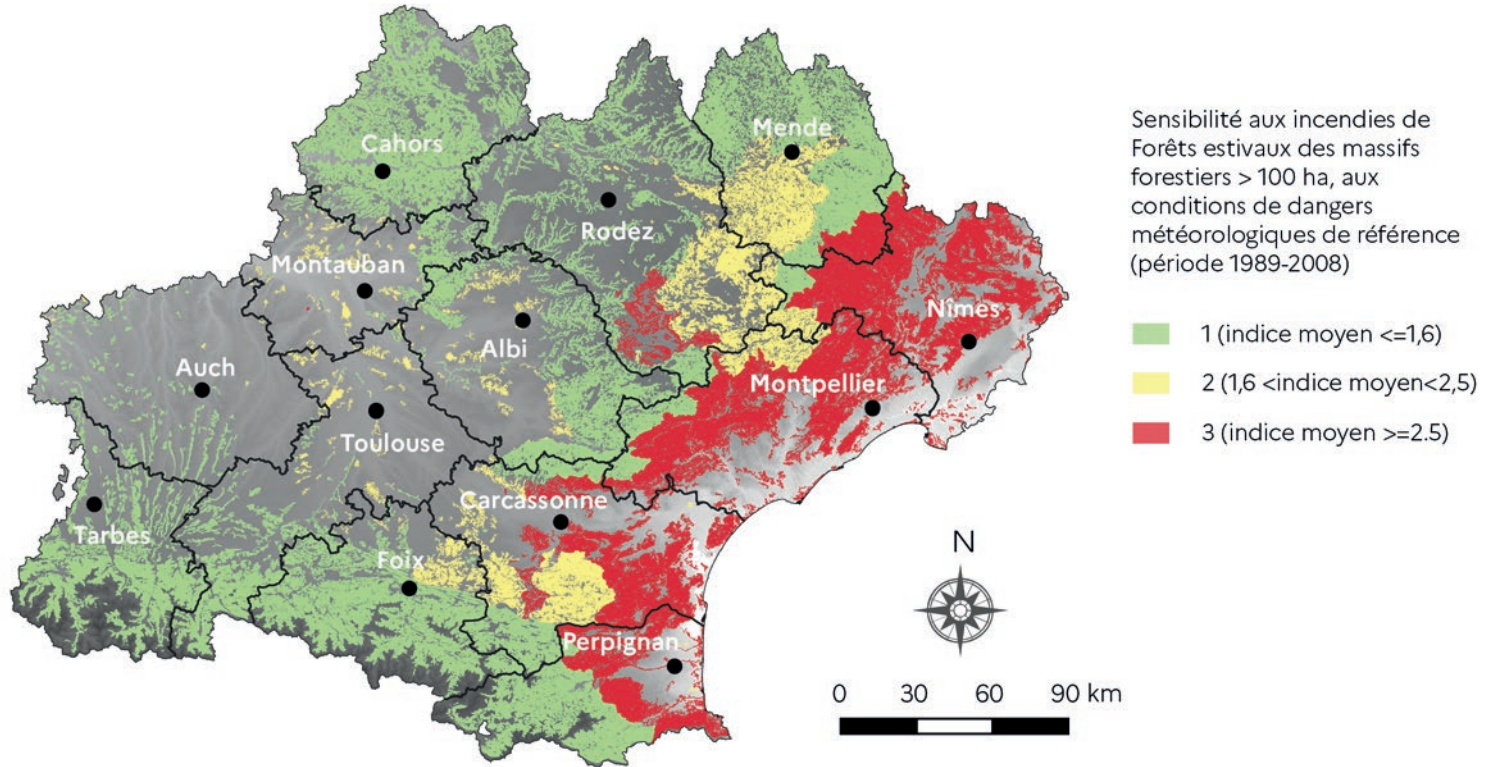 Cahors
Mende
Rodez
Montauban
Nîmes
Albi
Auch
Montpellier
Toulouse
Carcassonne
Tarbes
Foix
Perpignan
Sensibilité aux incendies de
Forêts estivaux des massifs
forestiers > 100 ha, aux
conditions de dangers
météorologiques de référence
(période 1989-2008)
1 (indice moyen <=1,6)
2 (1,6 <indice moyen<2,5)
3 (indice moyen >=2.5)
N
0 30 60 90 km